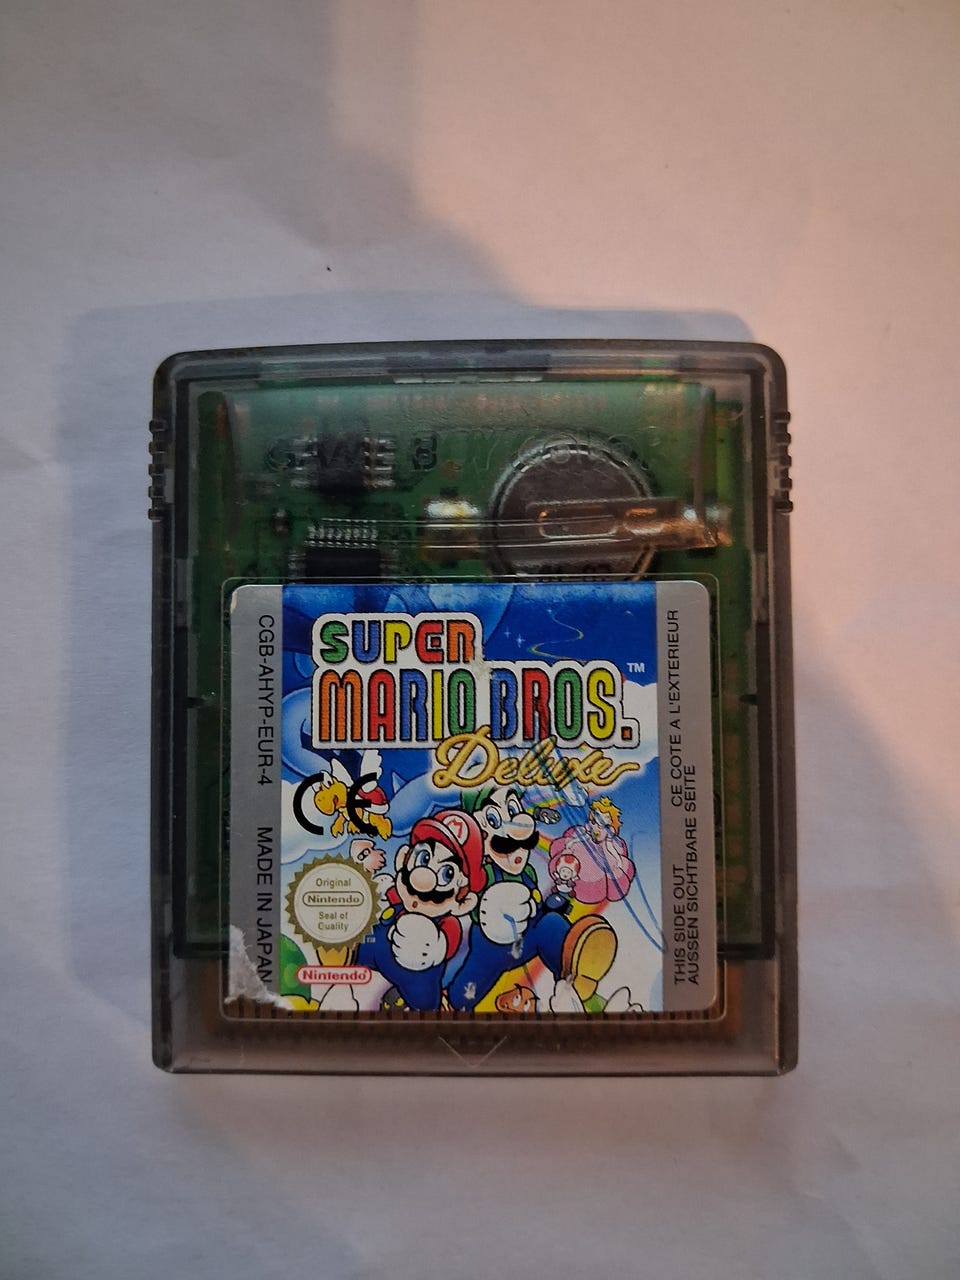 GAME BOY COLOR
SUPER
MARIO BROS.
TM
Deluxe
CE
Original
Nintendo
Seal of
Quality
TM
Nintendo
CGB-AHYP-EUR-4 MADE IN JAPAN
THIS SIDE OUT CE COTE A L'EXTERIEUR
AUSSEN SICHTBARE SEITE
M